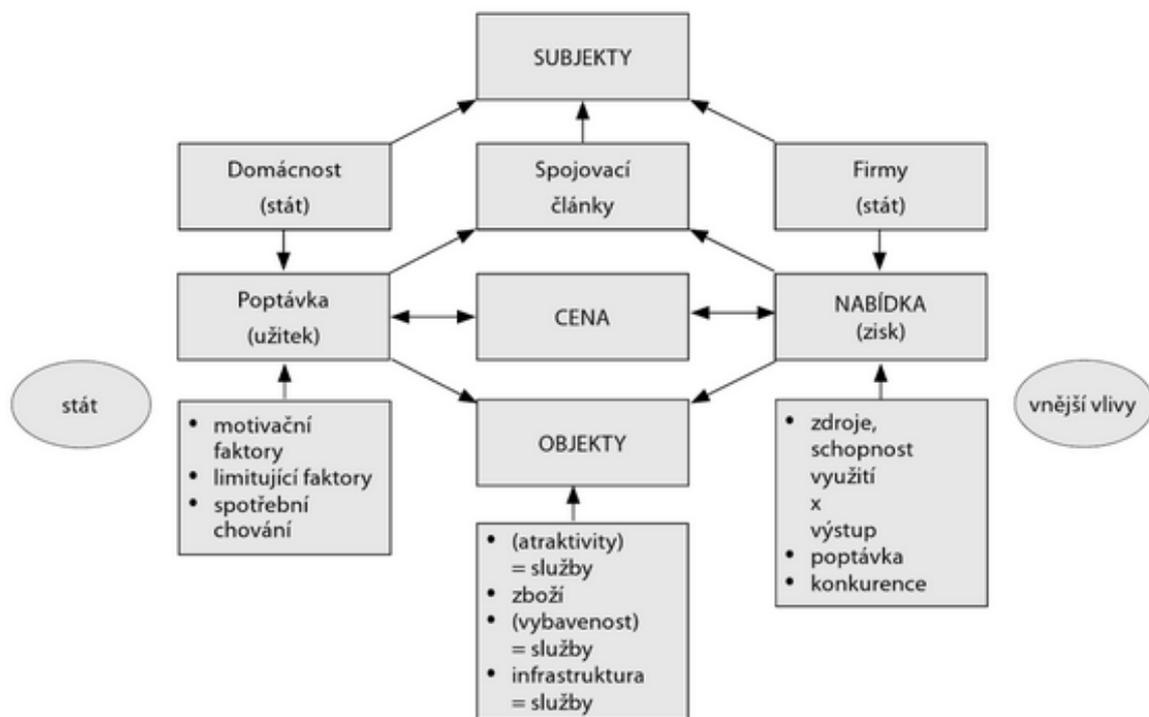 SUBJEKTY
Domácnost
(stát)
Spojovací
články
Firmy
(stát)
Poptávka
(užitek)
CENA
NABÍDKA
(zisk)
stát
vnější vlivy
• motivační
faktory
• limitující faktory
• spotřební
chování
OBJEKTY
• zdroje,
schopnost
využití
x
výstup
• poptávka
• konkurence
• (atraktivity)
= služby
• zboží
• (vybavenost)
= služby
• infrastruktura
= služby